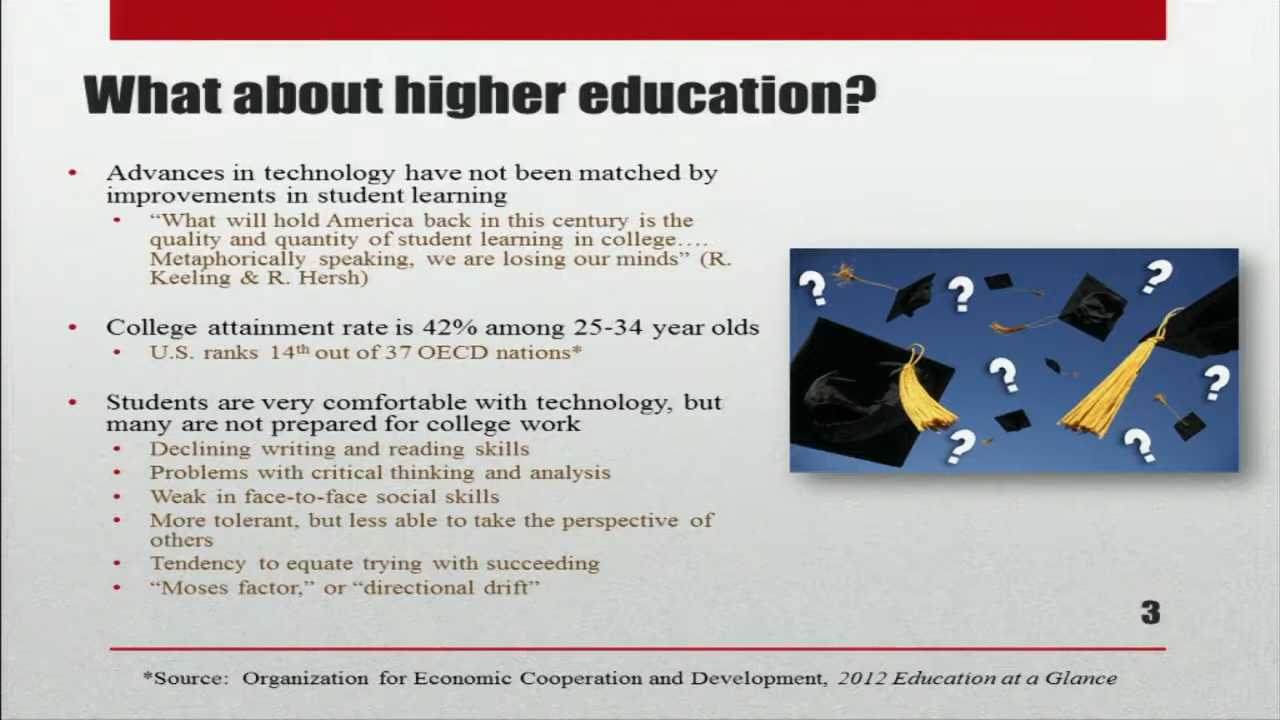 What about higher education?
• Advances in technology have not been matched by
improvements in student learning
• “What will hold America back in this century is the
quality and quantity of student learning in college….
Metaphorically speaking, we are losing our minds” (R.
Keeling & R. Hersh)
• College attainment rate is 42% among 25-34 year olds
• U.S. ranks 14th out of 37 OECD nations*
• Students are very comfortable with technology, but
many are not prepared for college work
• Declining writing and reading skills
• Problems with critical thinking and analysis
• Weak in face-to-face social skills
• More tolerant, but less able to take the perspective of
others
• Tendency to equate trying with succeeding
• “Moses factor,” or “directional drift”
? ? ? ? ? ? ?
3
*Source: Organization for Economic Cooperation and Development, 2012 Education at a Glance